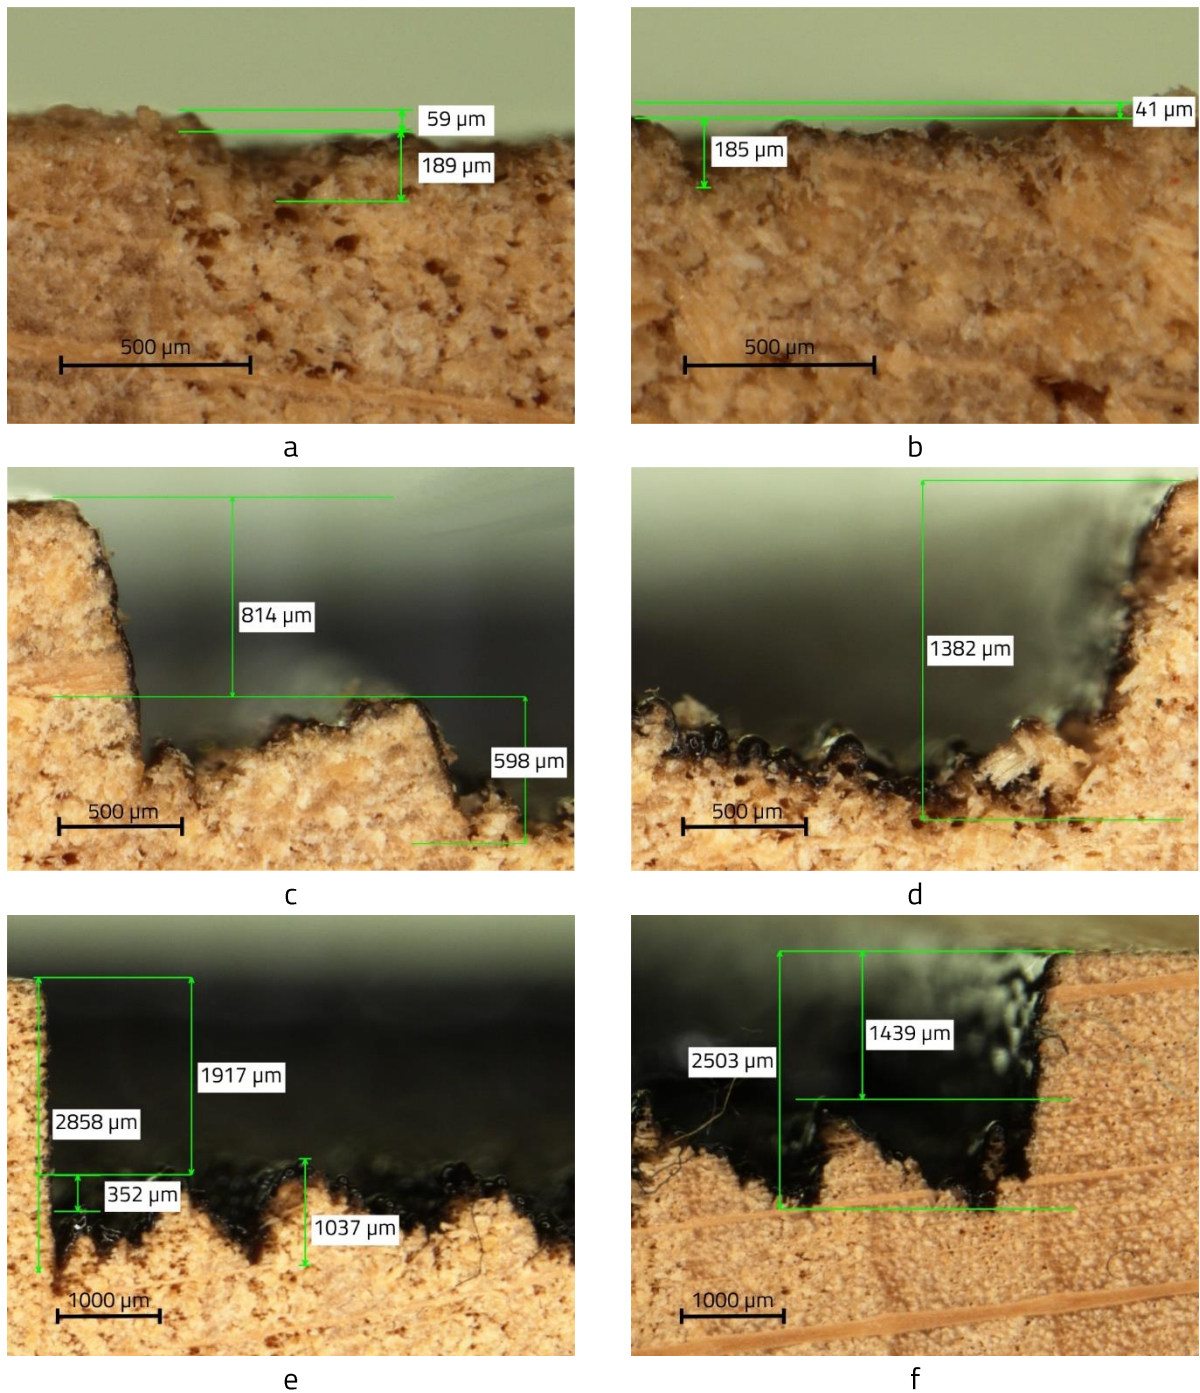 59 µm
189 µm
500 µm
a
41 µm
185 µm
500 µm
b
814 µm
598 µm
500 µm
c
1382 µm
500 µm
d
1917 µm
2858 µm
352 µm
1037 µm
1000 µm
e
1439 µm
2503 µm
1000 µm
f